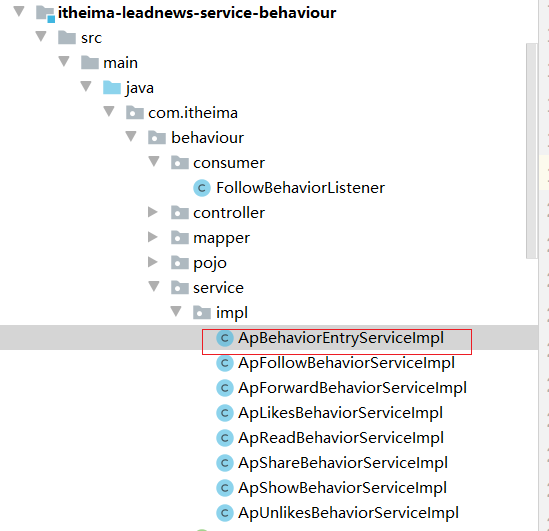 itheima-leadnews-service-behaviour
src
main
java
com.itheima
behaviour
consumer
FollowBehaviorListener
controller
mapper
pojo
service
impl
ApBehaviorEntryServiceImpl
ApFollowBehaviorServiceImpl
ApForwardBehaviorServiceImpl
ApLikesBehaviorServiceImpl
ApReadBehaviorServiceImpl
ApShareBehaviorServiceImpl
ApShowBehaviorServiceImpl
ApUnlikesBehaviorServiceImpl